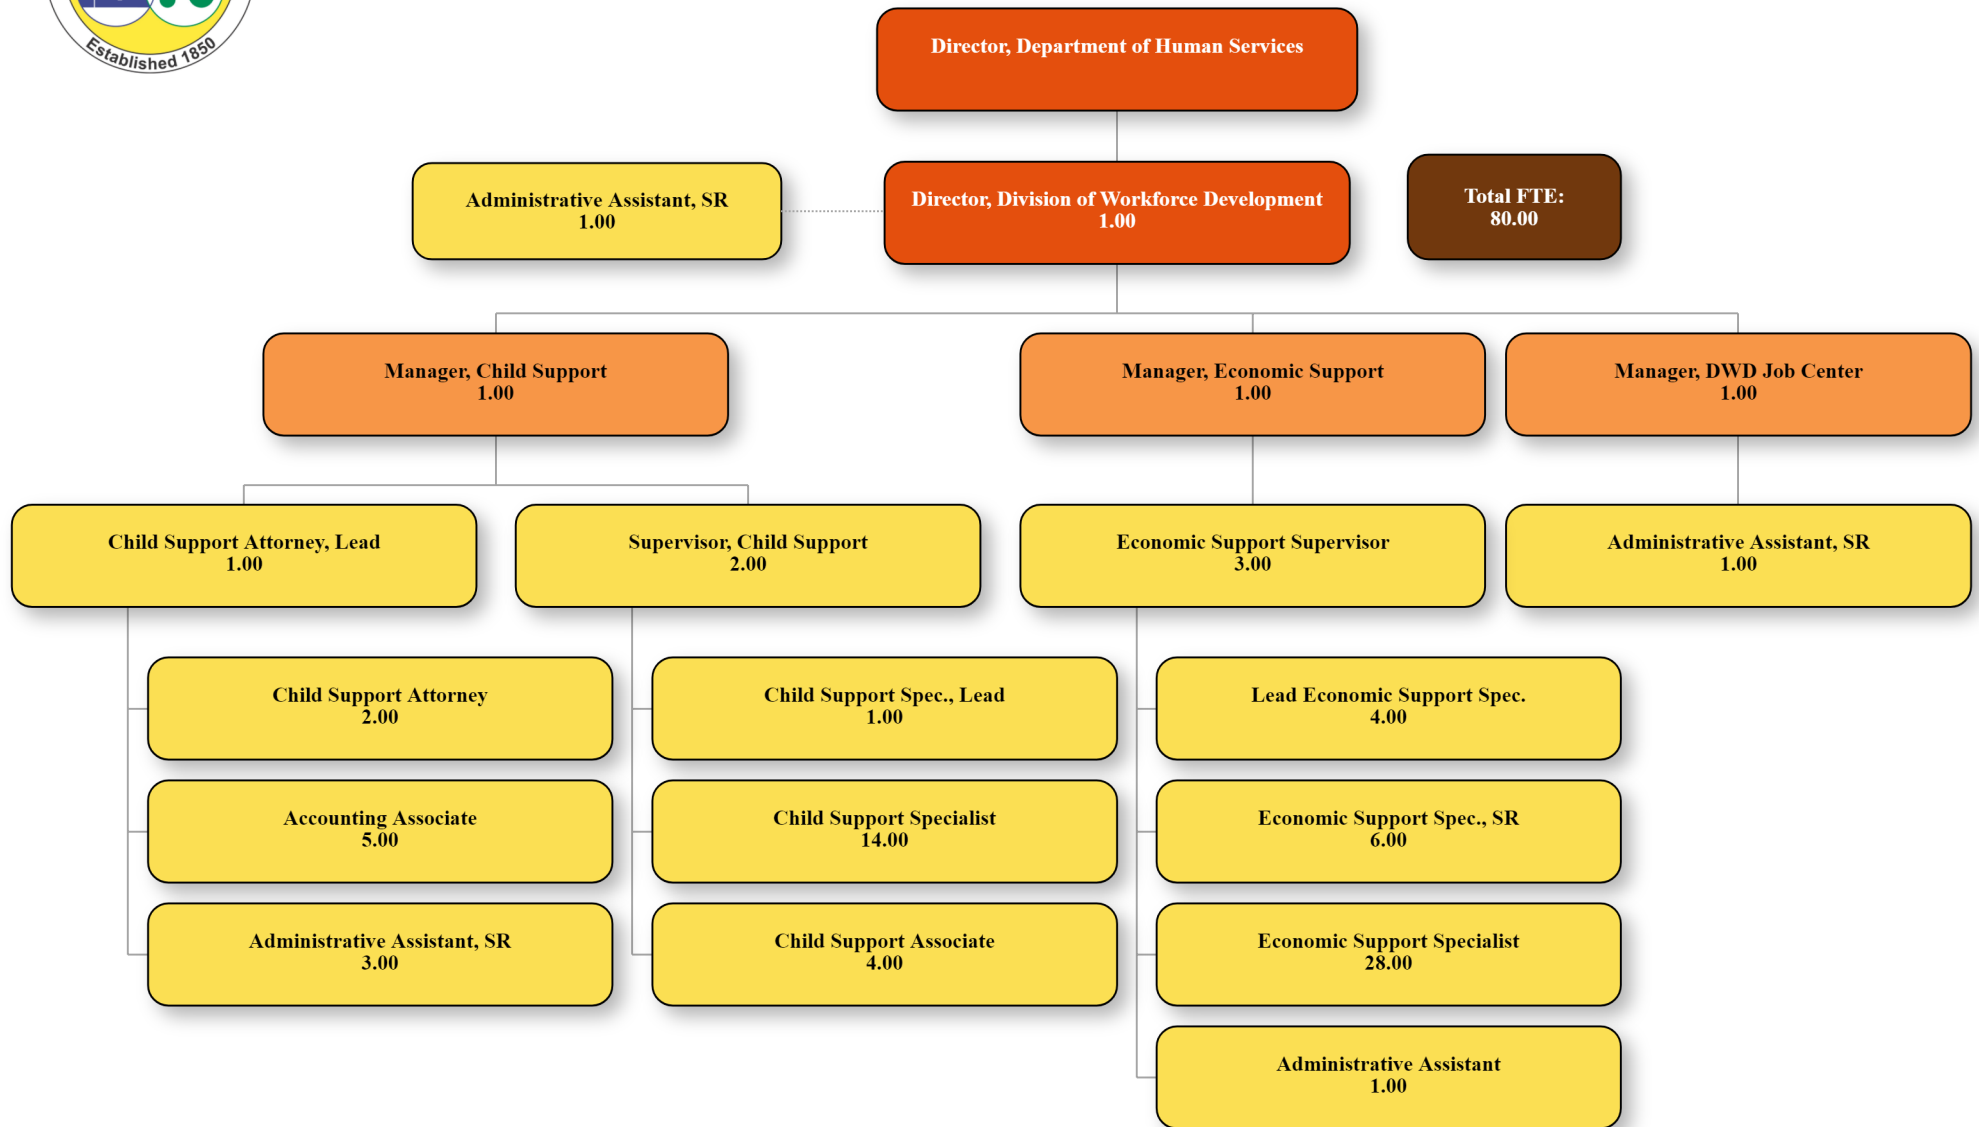 Established 1850
Director, Department of Human Services
Administrative Assistant, SR
1.00
Director, Division of Workforce Development
1.00
Total FTE:
80.00
Manager, Child Support
1.00
Manager, Economic Support
1.00
Manager, DWD Job Center
1.00
Child Support Attorney, Lead
1.00
Supervisor, Child Support
2.00
Economic Support Supervisor
3.00
Administrative Assistant, SR
1.00
Child Support Attorney
2.00
Accounting Associate
5.00
Administrative Assistant, SR
3.00
Child Support Spec., Lead
1.00
Child Support Specialist
14.00
Child Support Associate
4.00
Lead Economic Support Spec.
4.00
Economic Support Spec., SR
6.00
Economic Support Specialist
28.00
Administrative Assistant
1.00